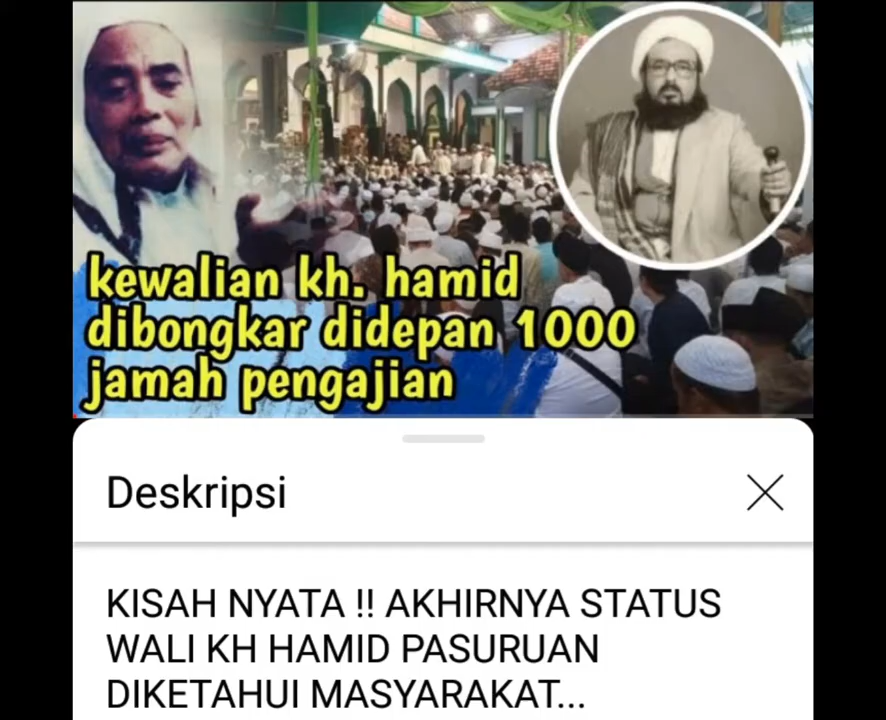 kewalian kh. hamid
dibongkar didepan 1000
jamah pengajian
Deskripsi
KISAH NYATA !! AKHIRNYA STATUS
WALI KH HAMID PASURUAN
DIKETAHUI MASYARAKAT...